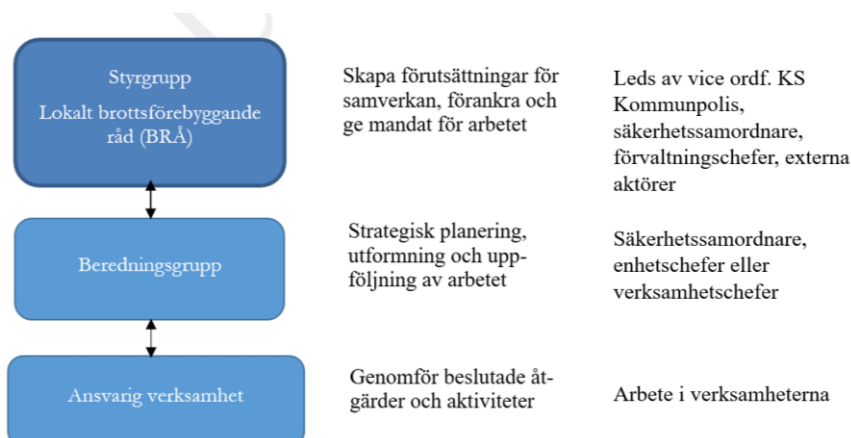 Styrgrupp
Lokalt brottsförebyggande
råd (BRÅ)
Skapa förutsättningar för
samverkan, förankra och
ge mandat för arbetet
Leds av vice ordf. KS
Kommunpolis,
säkerhetssamordnare,
förvaltningschefer, externa
aktörer
Beredningsgrupp
Strategisk planering,
utformning och upp-
följning av arbetet
Säkerhetssamordnare,
enhetschefer eller
verksamhetschefer
Ansvarig verksamhet
Genomför beslutade åt-
gärder och aktiviteter
Arbete i verksamheterna